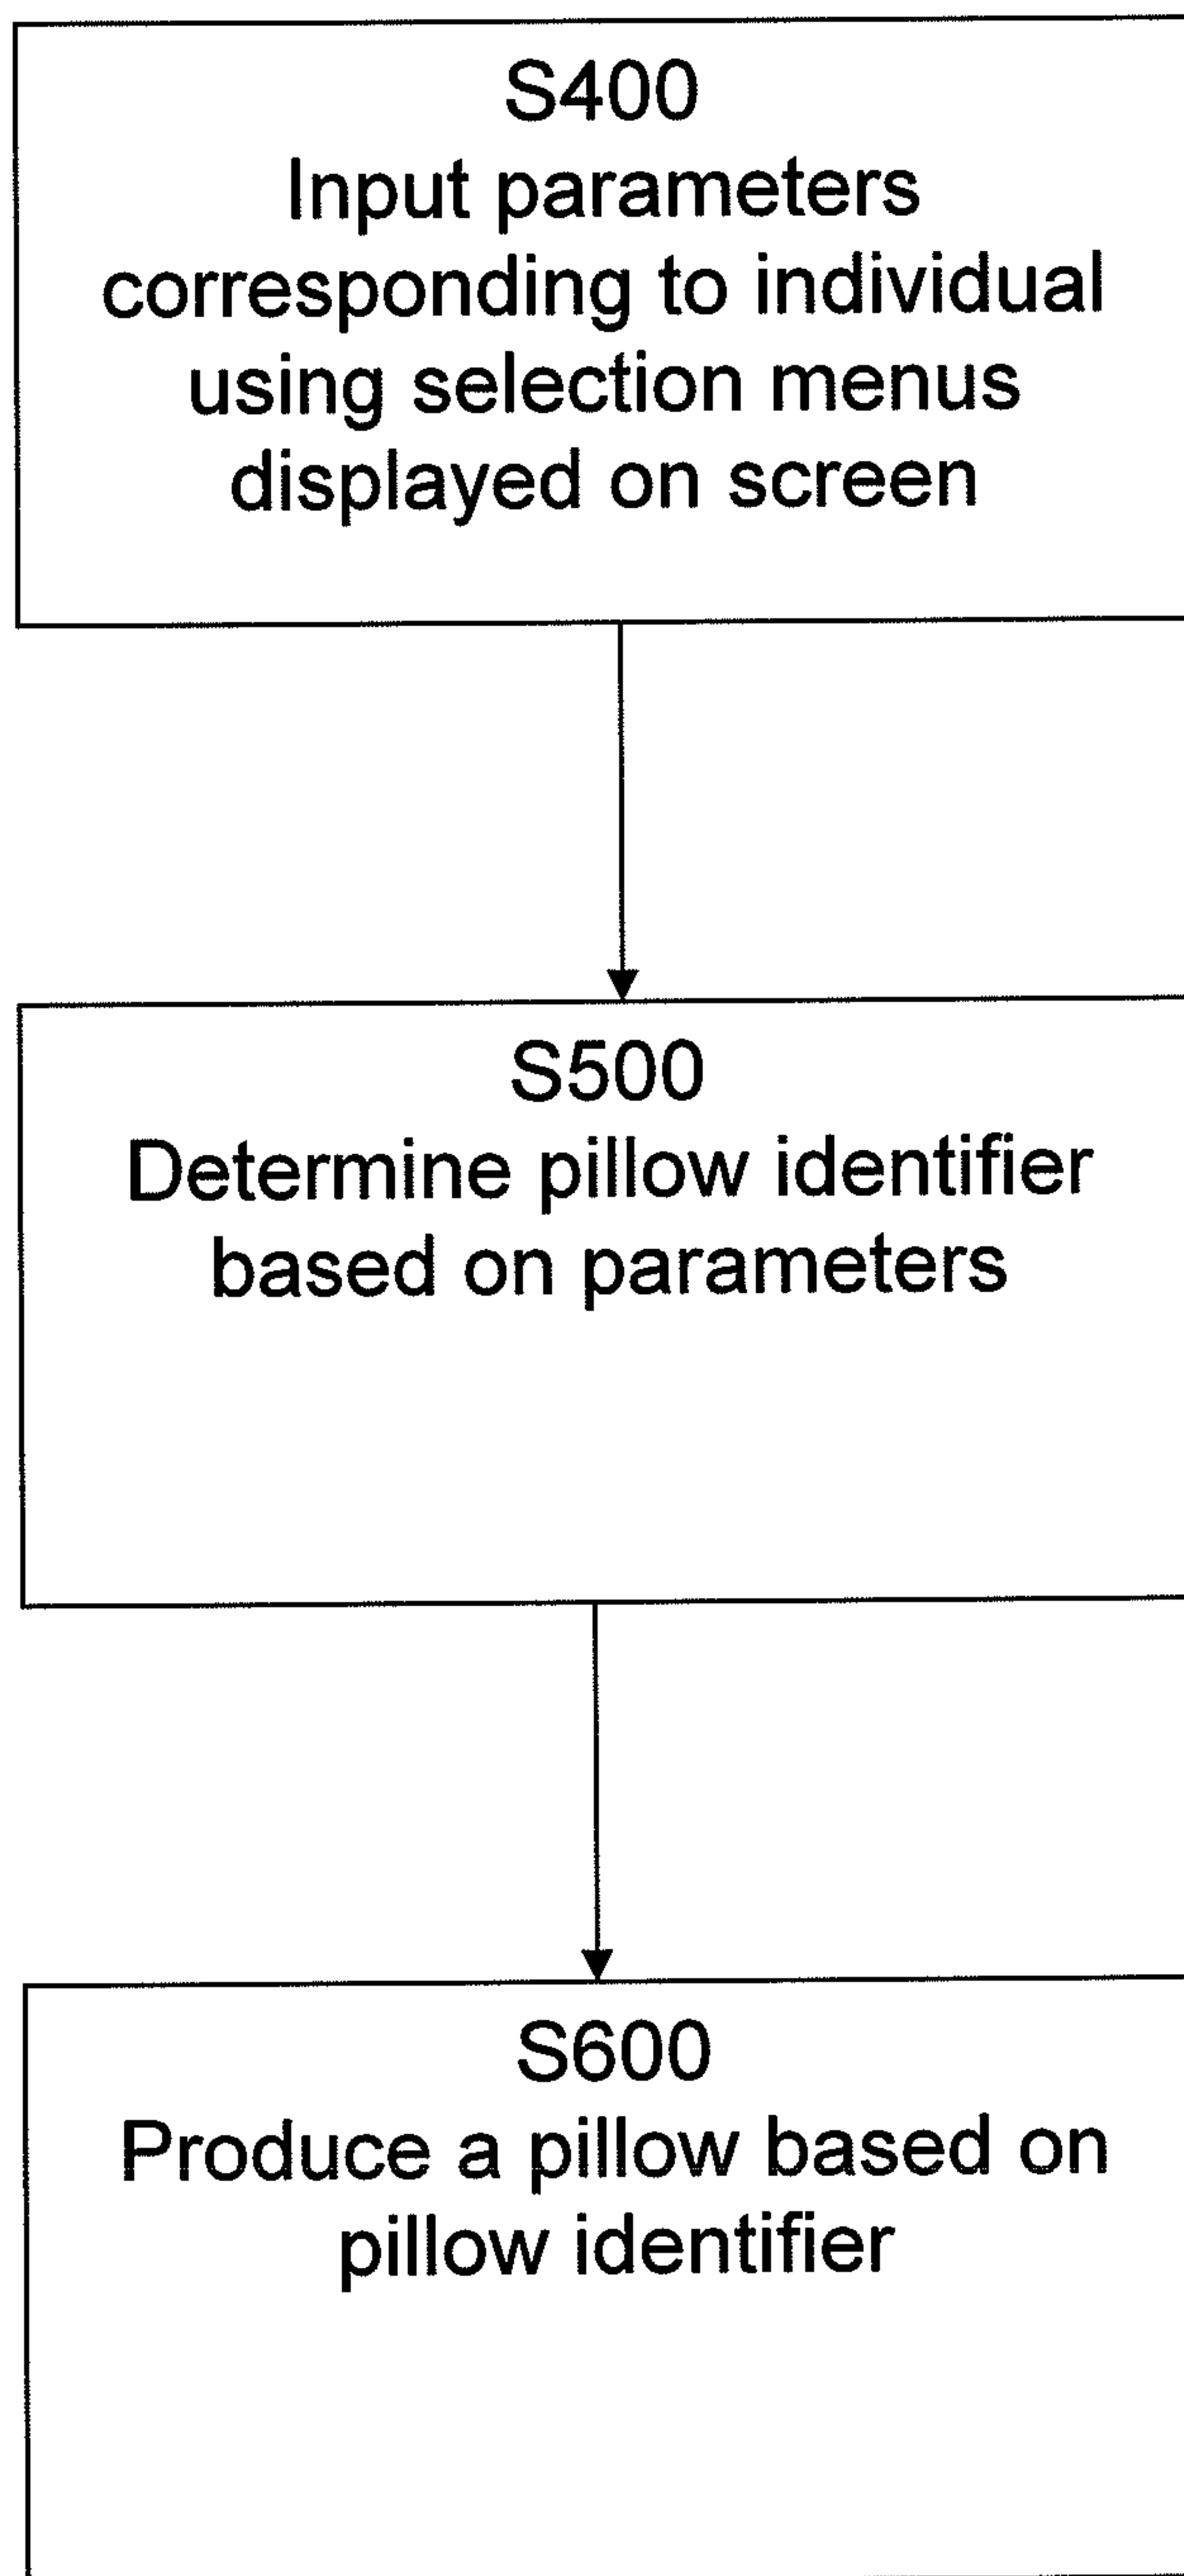 S400
Input parameters
corresponding to individual
using selection menus
displayed on screen
S500
Determine pillow identifier
based on parameters
S600
Produce a pillow based on
pillow identifier